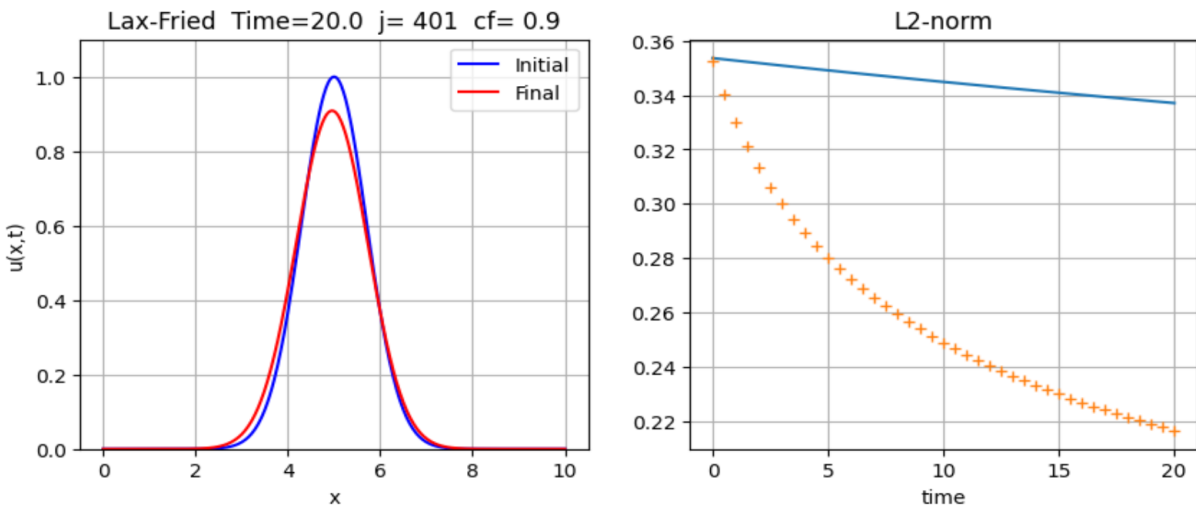 Lax-Fried  Time=20.0  j= 401  cf= 0.9
u(x,t)
1.0
0.8
0.6
0.4
0.2
0.0
Initial
Final
0 2 4 6 8 10
x
L2-norm
0.36
0.34
0.32
0.30
0.28
0.26
0.24
0.22
0 5 10 15 20
time